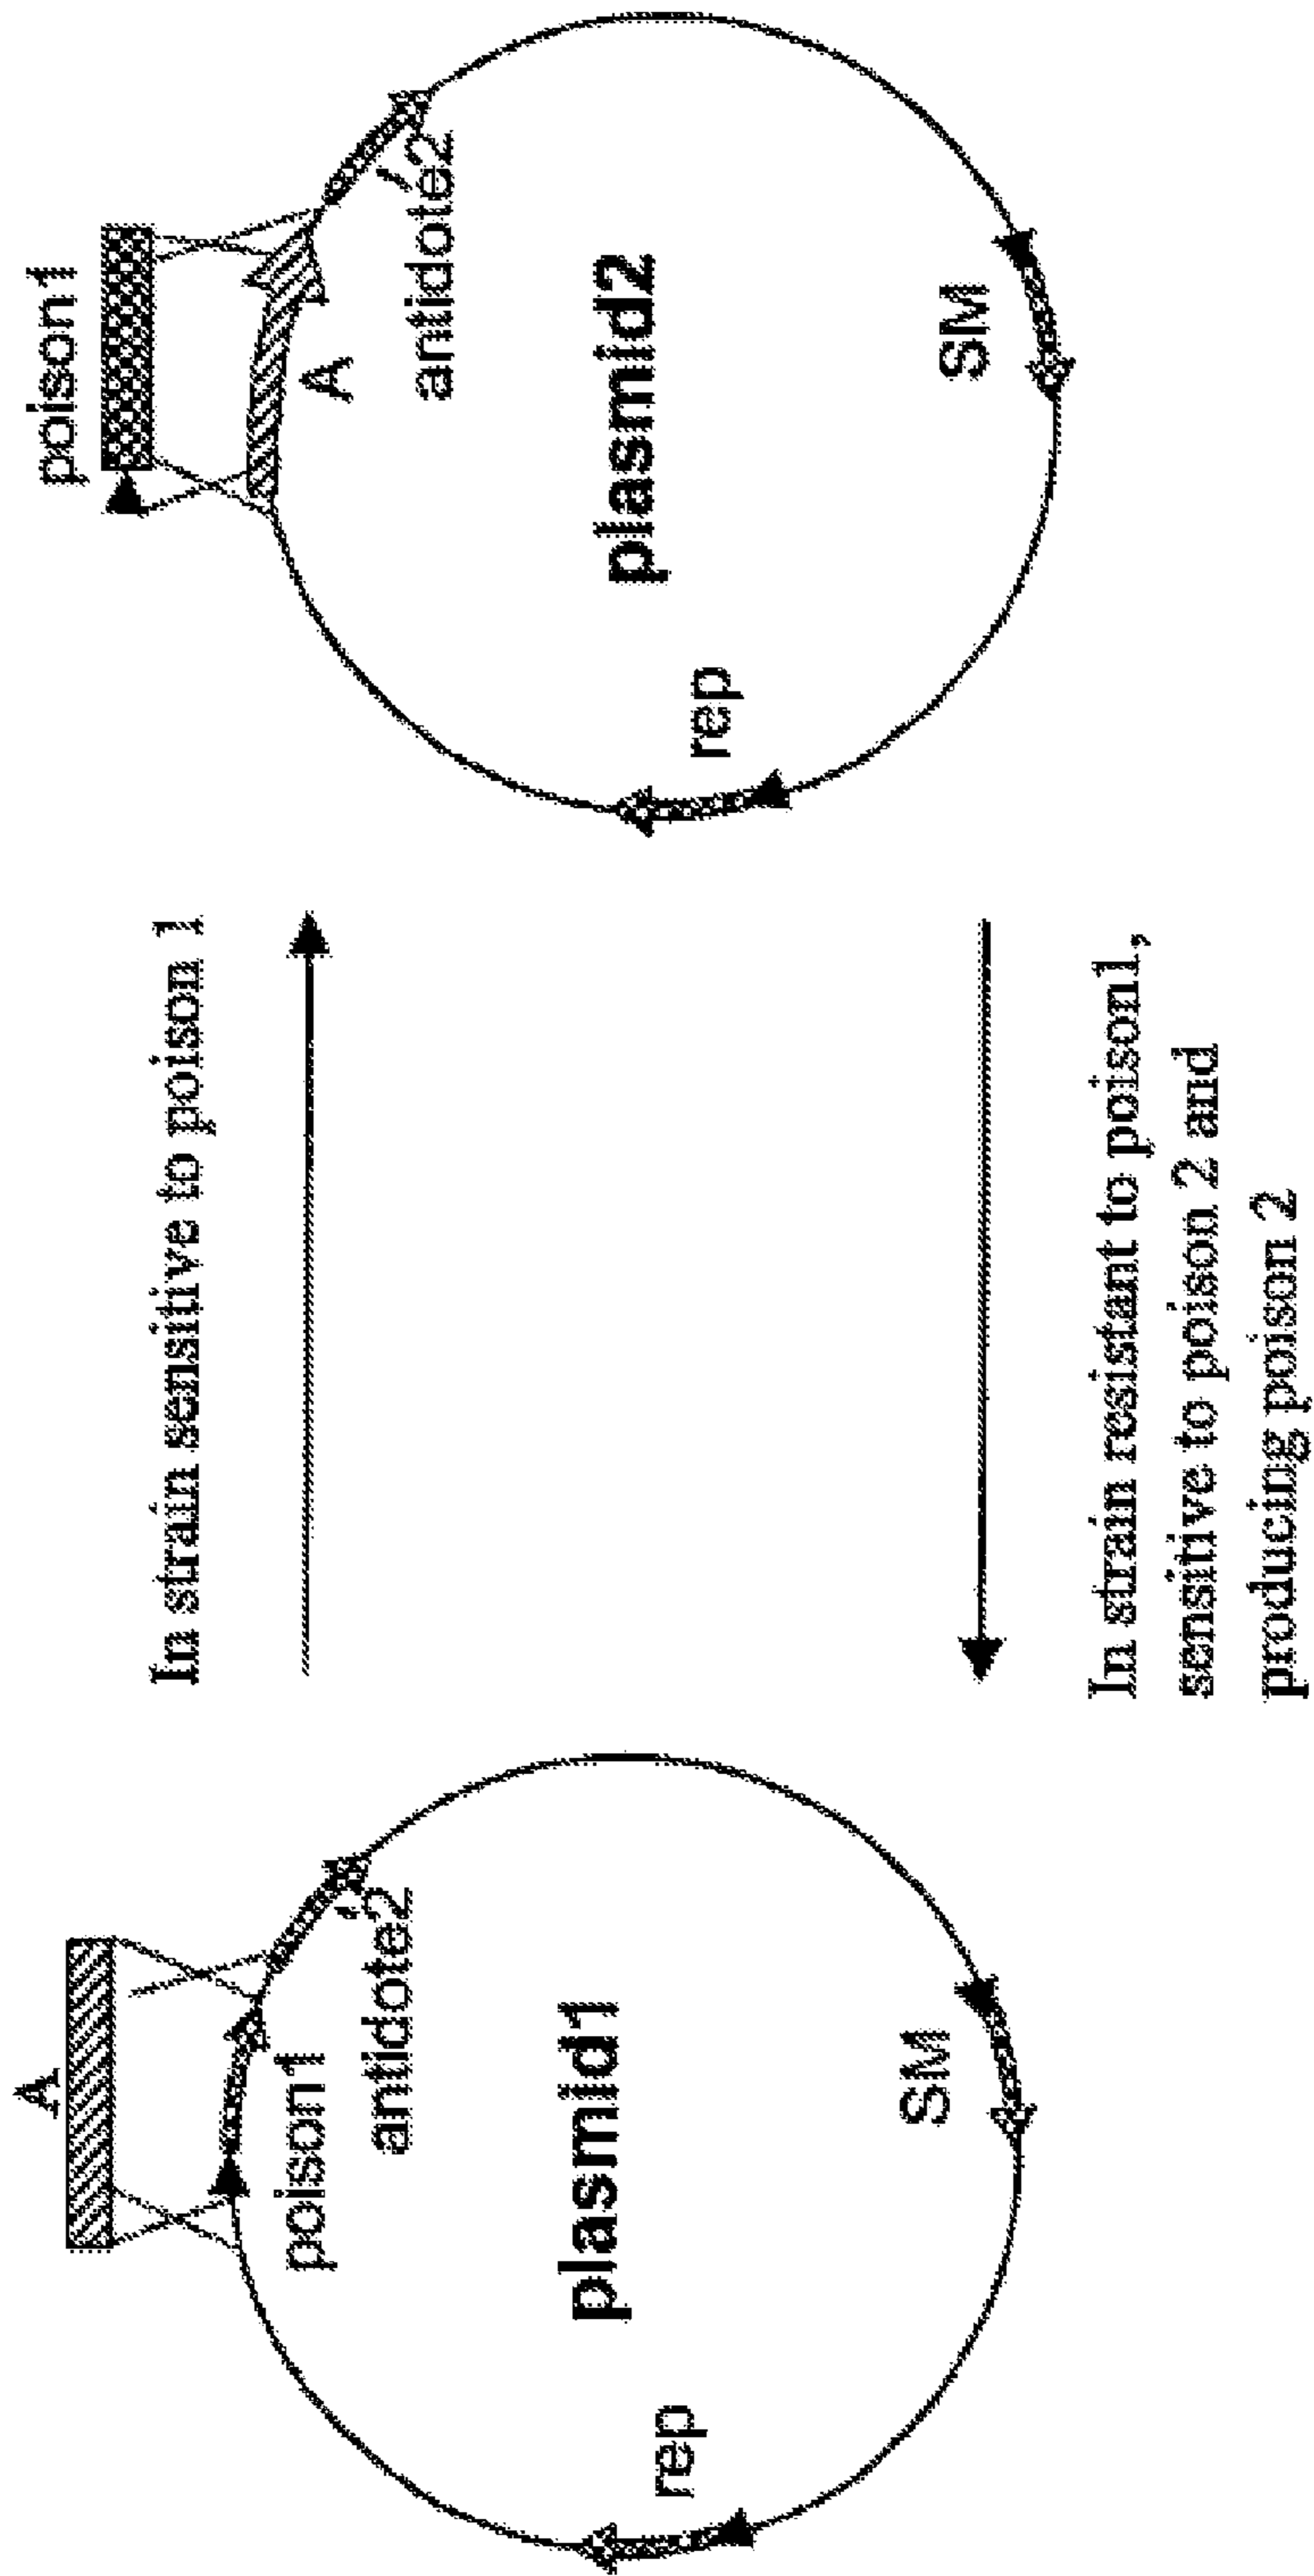 A
poison1
antidote2
plasmid1
rep
SM
In strain sensitive to poison 1
In strain resistant to poison1,
sensitive to poison 2 and
producing poison 2
poison1
A
antidote2
plasmid2
rep
SM